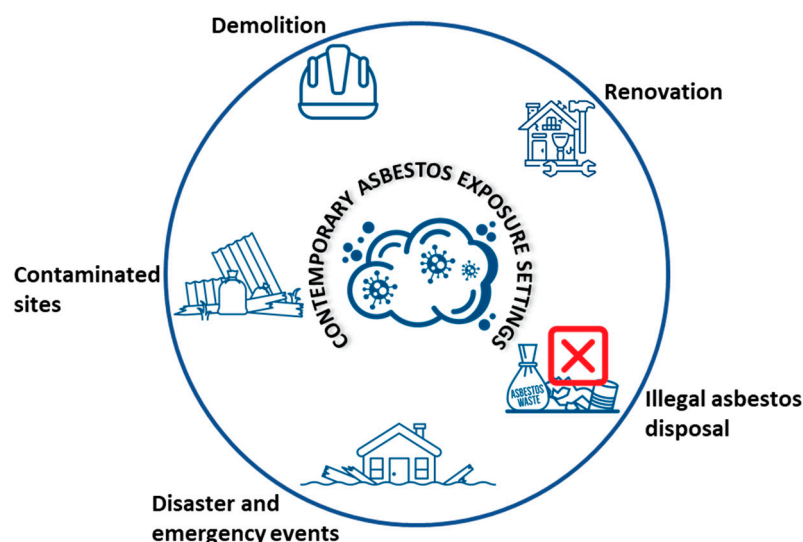 Demolition
Renovation
CONTEMPORARY ASBESTOS EXPOSURE SETTINGS
Contaminated
sites
ASBESTOS
WASTE
Illegal asbestos
disposal
Disaster and
emergency events